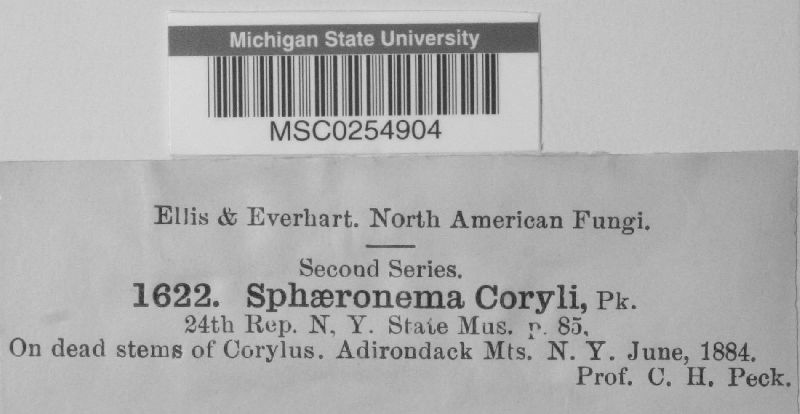 Michigan State University
MSC0254904
Ellis & Everhart. North American Fungi.
Second Series.
1622. Sphæronema Coryli, Pk.
24th Rep. N, Y. State Mus. p. 85,
On dead stems of Corylus. Adirondack Mts. N. Y. June, 1884.
Prof. C. H. Peck.